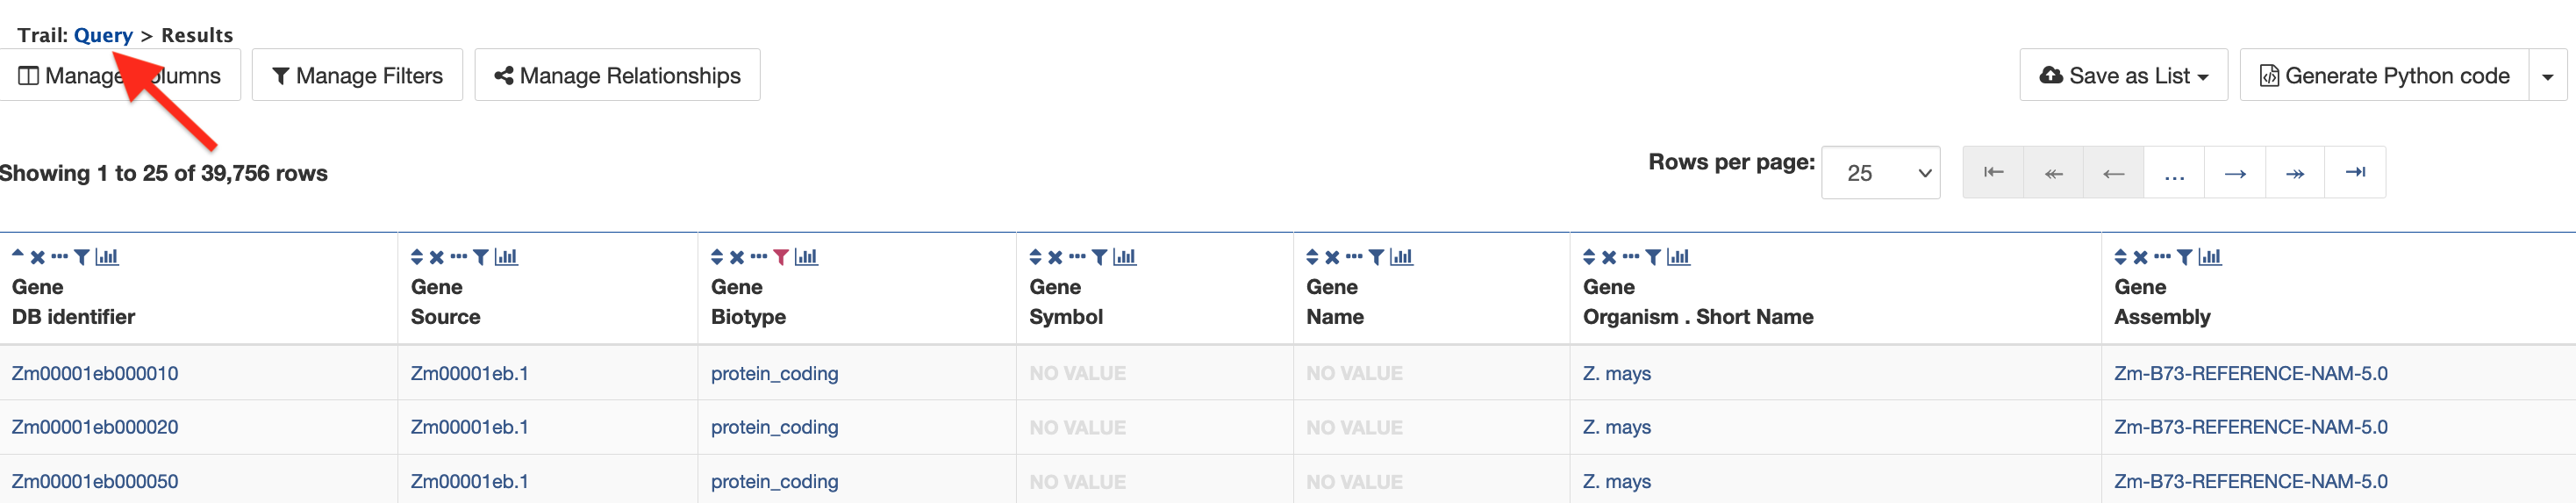 Trail: Query > Results
Manage Columns Manage Filters Manage Relationships Save as List Generate Python code
Showing 1 to 25 of 39,756 rows Rows per page: 25 ...
Gene Gene Gene Gene Gene Gene Gene
DB identifier Source Biotype Symbol Name Organism . Short Name Assembly
Zm00001eb000010 Zm00001eb.1 protein_coding NO VALUE NO VALUE Z. mays Zm-B73-REFERENCE-NAM-5.0
Zm00001eb000020 Zm00001eb.1 protein_coding NO VALUE NO VALUE Z. mays Zm-B73-REFERENCE-NAM-5.0
Zm00001eb000050 Zm00001eb.1 protein_coding NO VALUE NO VALUE Z. mays Zm-B73-REFERENCE-NAM-5.0